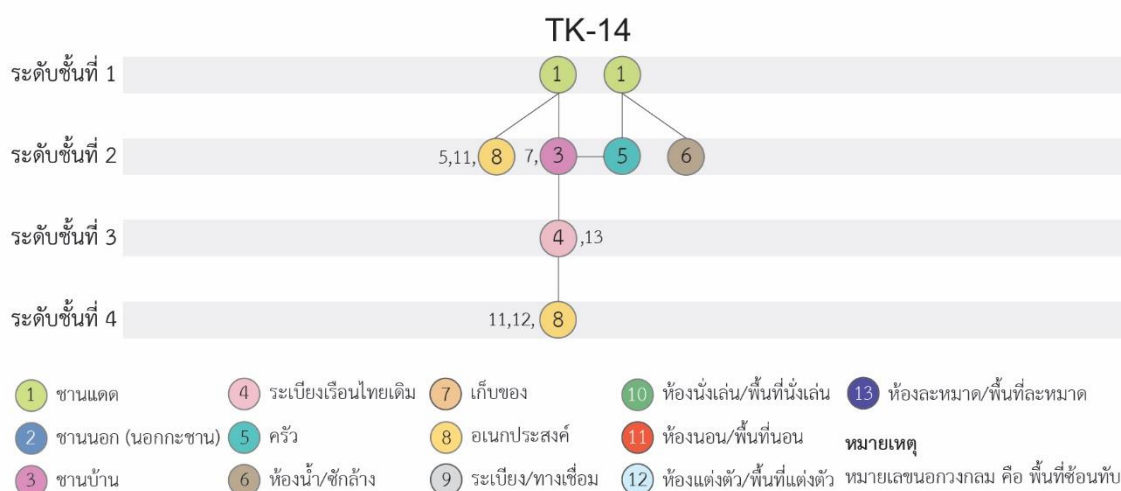 TK-14
ระดับชั้นที่ 1
1 1
ระดับชั้นที่ 2
5,11, 8 7, 3 5 6
ระดับชั้นที่ 3
4 ,13
ระดับชั้นที่ 4
11,12, 8
1 ชานแดด
4 ระเบียงเรือนไทยเดิม
7 เก็บของ
10 ห้องนั่งเล่น/พื้นที่นั่งเล่น
13 ห้องละหมาด/พื้นที่ละหมาด
2 ชานนอก (นอกกะชาน)
5 ครัว
8 อเนกประสงค์
11 ห้องนอน/พื้นที่นอน
หมายเหตุ
3 ชานบ้าน
6 ห้องน้ำ/ซักล้าง
9 ระเบียง/ทางเชื่อม
12 ห้องแต่งตัว/พื้นที่แต่งตัว
หมายเลขนอกวงกลม คือ พื้นที่ซ้อนทับ